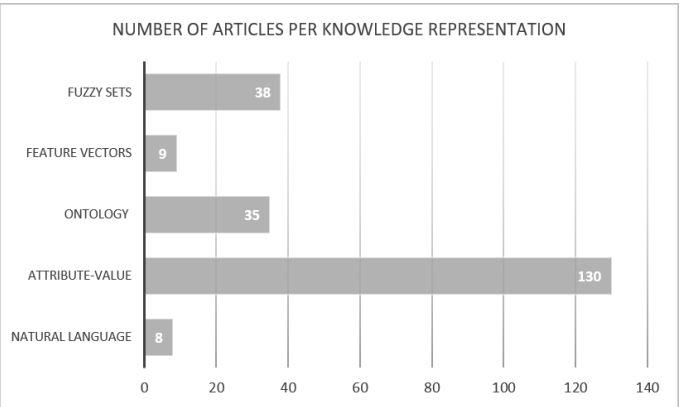 NUMBER OF ARTICLES PER KNOWLEDGE REPRESENTATION
FUZZY SETS 38
FEATURE VECTORS 9
ONTOLOGY 35
ATTRIBUTE-VALUE 130
NATURAL LANGUAGE 8
0 20 40 60 80 100 120 140